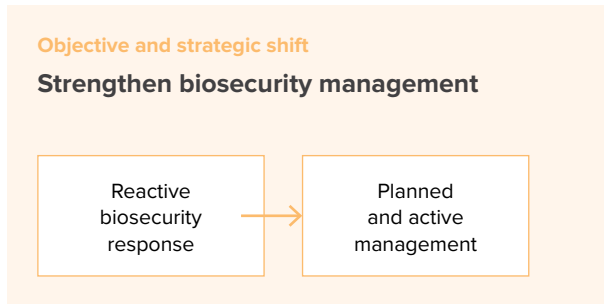 Objective and strategic shift
Strengthen biosecurity management
Reactive
biosecurity
response
Planned
and active
management